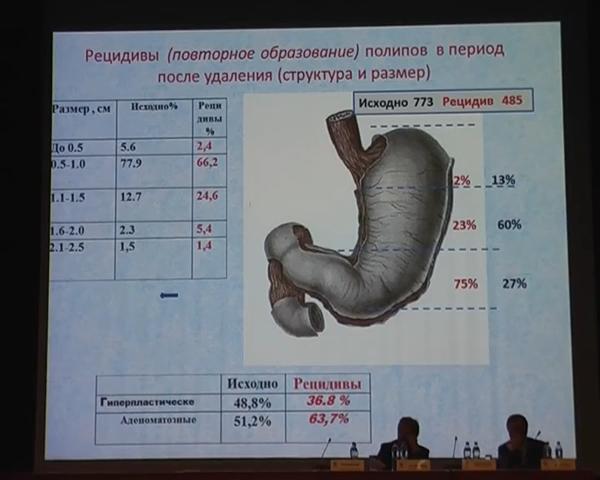 Рецидивы (повторное образование) полипов в период
после удаления (структура и размер)
Исходно 773 Рецидив 485
Размер, см Исходно% Реци
дивы
%
До 0.5 5.6 2,4
0.5-1.0 77.9 66,2
1.1-1.5 12.7 24,6
1.6-2.0 2.3 5,4
2.1-2.5 1,5 1,4
2% 13%
23% 60%
75% 27%
Исходно Рецидивы
Гиперпластическе 48,8% 36.8 %
Аденоматозные 51,2% 63,7%